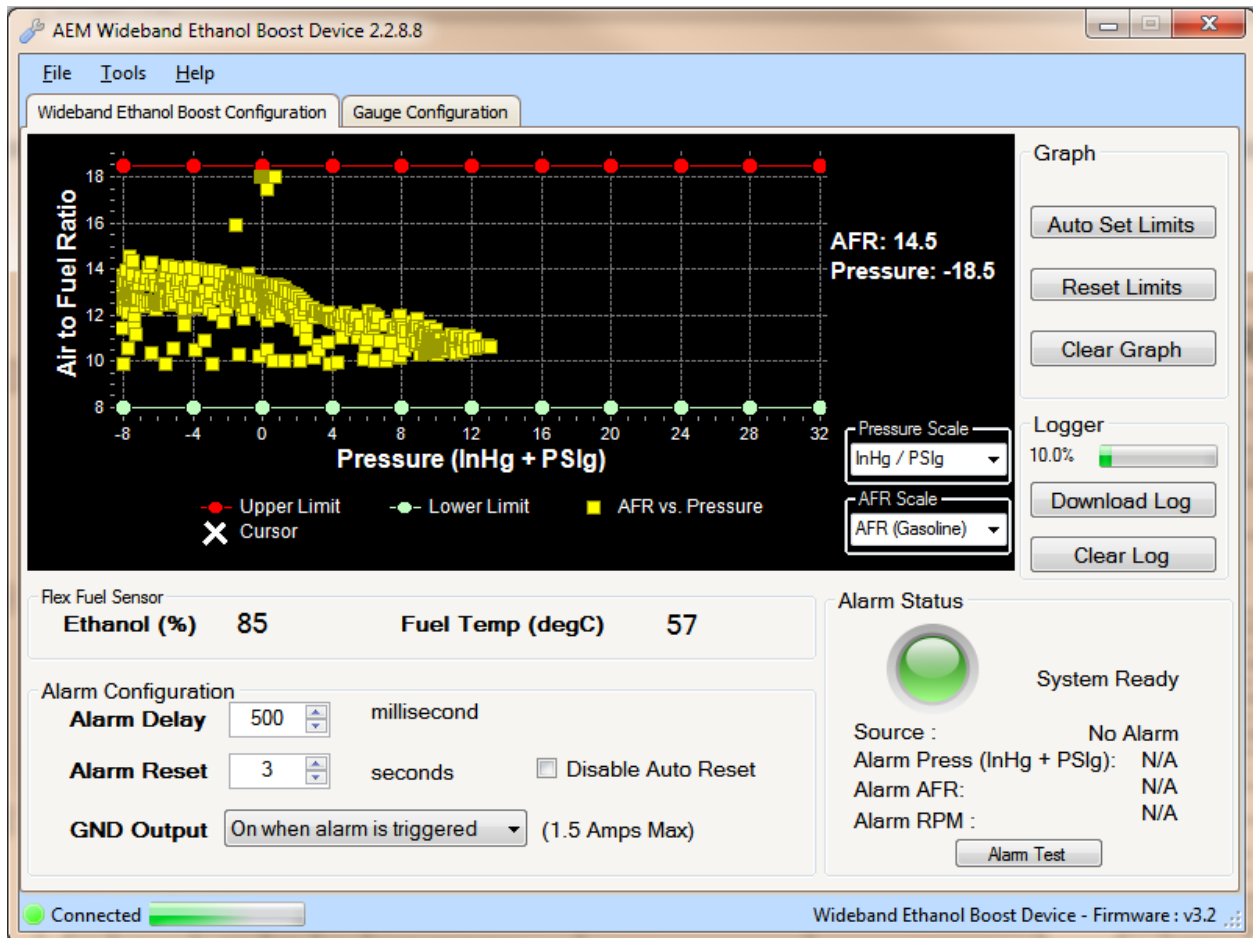 AEM Wideband Ethanol Boost Device 2.2.8.8
File Tools Help
Wideband Ethanol Boost Configuration Gauge Configuration
Air to Fuel Ratio
18
16
14
12
10
8
-8 -4 0 4 8 12 16 20 24 28 32
Pressure (InHg + PSIg)
Upper Limit Lower Limit AFR vs. Pressure
Cursor
AFR: 14.5
Pressure: -18.5
Pressure Scale
InHg / PSIg
AFR Scale
AFR (Gasoline)
Graph
Auto Set Limits
Reset Limits
Clear Graph
Logger
10.0%
Download Log
Clear Log
Flex Fuel Sensor
Ethanol (%) 85 Fuel Temp (degC) 57
Alarm Configuration
Alarm Delay 500 millisecond
Alarm Reset 3 seconds Disable Auto Reset
GND Output On when alarm is triggered (1.5 Amps Max)
Alarm Status
System Ready
Source : No Alarm
Alarm Press (InHg + PSIg): N/A
Alarm AFR: N/A
Alarm RPM : N/A
Alarm Test
Connected
Wideband Ethanol Boost Device - Firmware : v3.2